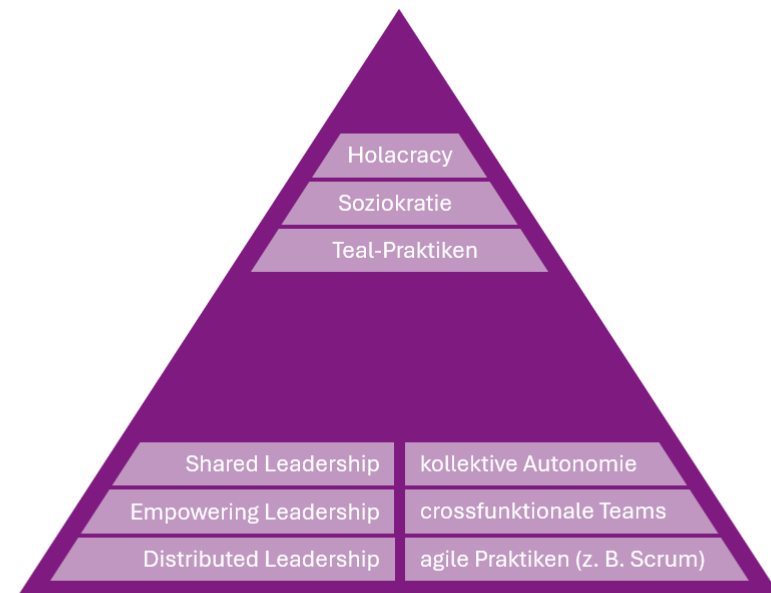 Holacracy
Soziokratie
Teal-Praktiken
Shared Leadership
kollektive Autonomie
Empowering Leadership
crossfunktionale Teams
Distributed Leadership
agile Praktiken (z. B. Scrum)